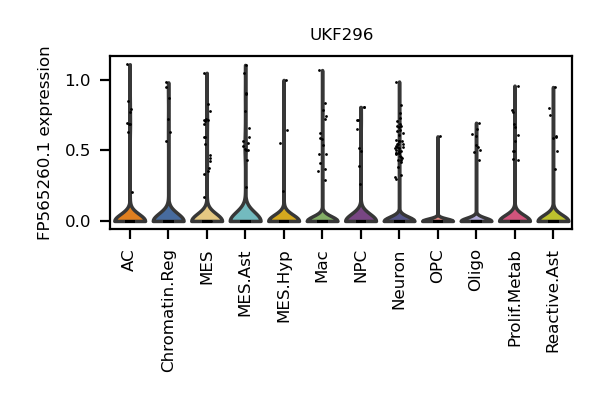 UKF296
FP565260.1 expression
1.0
0.5
0.0
AC
Chromatin.Reg
MES
MES.Ast
MES.Hyp
Mac
NPC
Neuron
OPC
Oligo
Prolif.Metab
Reactive.Ast